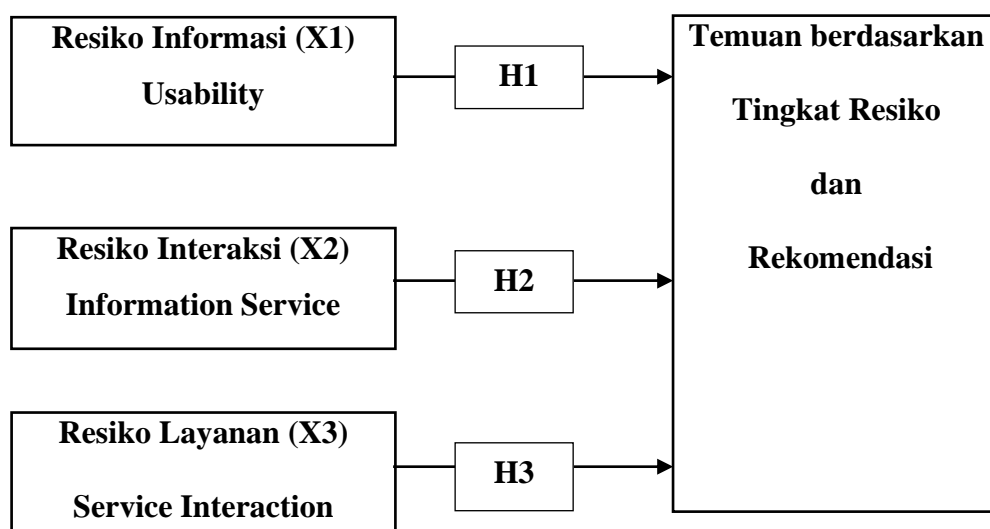 Resiko Informasi (X1)
Usability
H1
Resiko Interaksi (X2)
Information Service
H2
Resiko Layanan (X3)
Service Interaction
H3
Temuan berdasarkan
Tingkat Resiko
dan
Rekomendasi